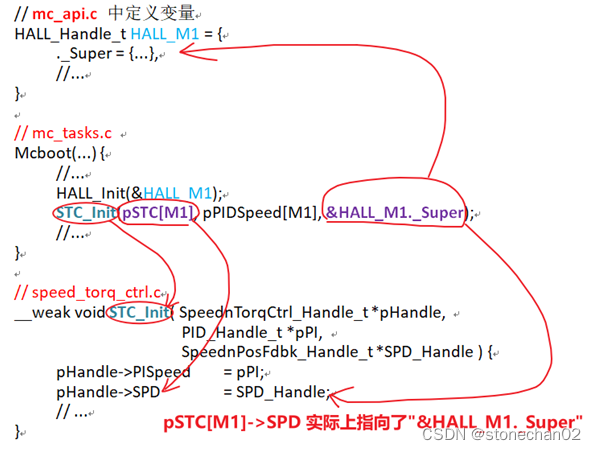 // mc_api.c 中定义变量
HALL_Handle_t HALL_M1 = {
._Super = {...},
//...
}
// mc_tasks.c
Mcboot(...) {
//...
HALL_Init(&HALL_M1);
STC_Init(pSTC[M1], pPIDSpeed[M1], &HALL_M1._Super);
//...
}
// speed_torq_ctrl.c
__weak void STC_Init( SpeednTorqCtrl_Handle_t *pHandle,
PID_Handle_t *pPI,
SpeednPosFdbk_Handle_t *SPD_Handle ) {
pHandle->PISpeed = pPI;
pHandle->SPD = SPD_Handle;
// ...
}
pSTC[M1]->SPD 实际上指向了"&HALL_M1._Super"
CSDN @stonechan02